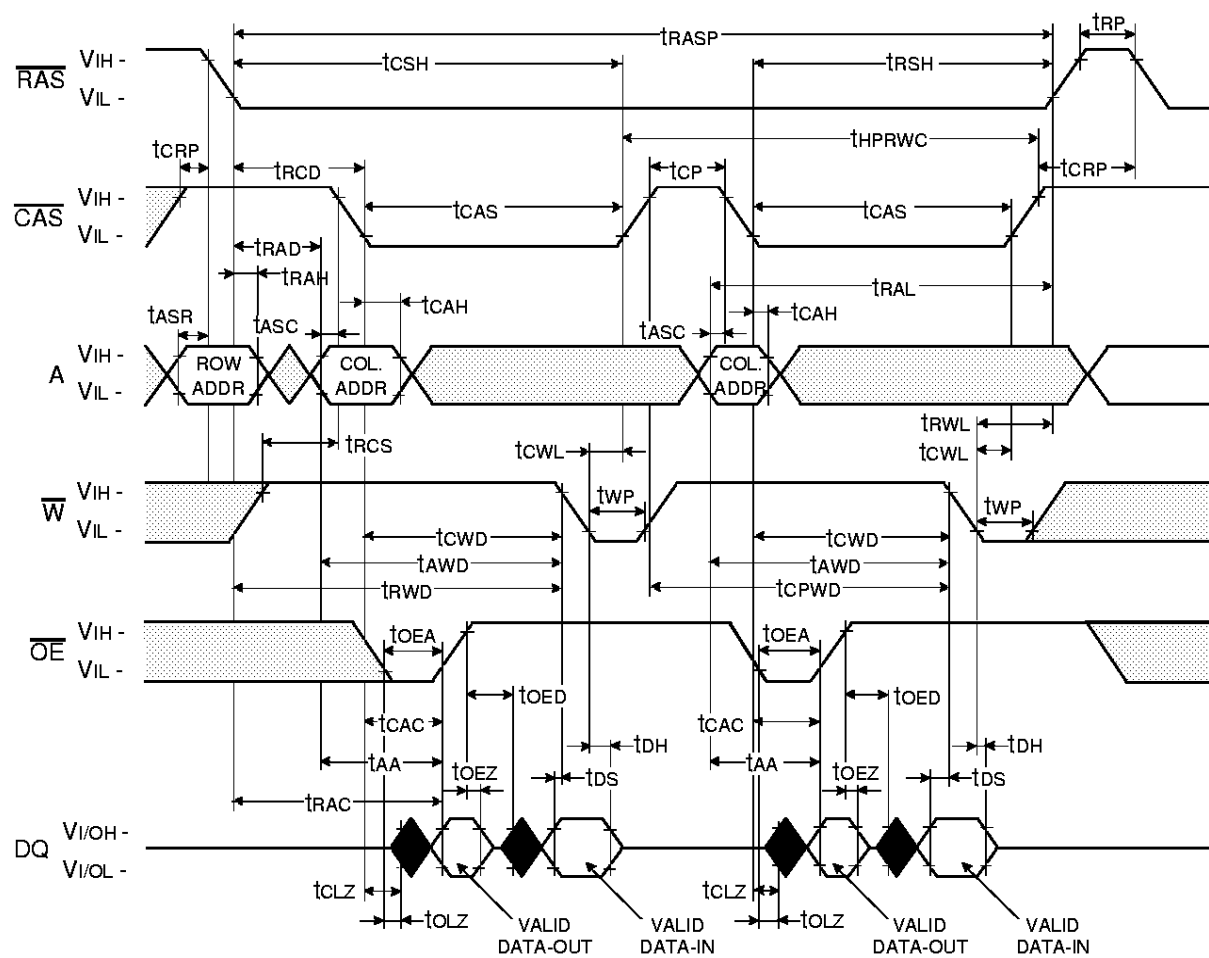 tRASP
tRP
tCSH
tRSH
RAS
VIH -
VIL -
tHPRWC
tCRP
tRCD
tCP
tCRP
CAS
VIH -
VIL -
tCAS
tCAS
tRAD
tRAH
tRAL
tASR
tASC
tCAH
tASC
tCAH
A
VIH -
VIL -
ROW
ADDR
COL.
ADDR
COL.
ADDR
tRWL
tRCS
tCWL
tCWL
W
VIH -
VIL -
tWP
tWP
tCWD
tCWD
tAWD
tAWD
tRWD
tCPWD
OE
VIH -
VIL -
tOEA
tOEA
tOED
tOED
tCAC
tCAC
tDH
tDH
tAA
tAA
tOEZ
tDS
tOEZ
tDS
tRAC
DQ
VI/OH -
VI/OL -
tCLZ
tCLZ
tOLZ
tOLZ
VALID
DATA-OUT
VALID
DATA-IN
VALID
DATA-OUT
VALID
DATA-IN